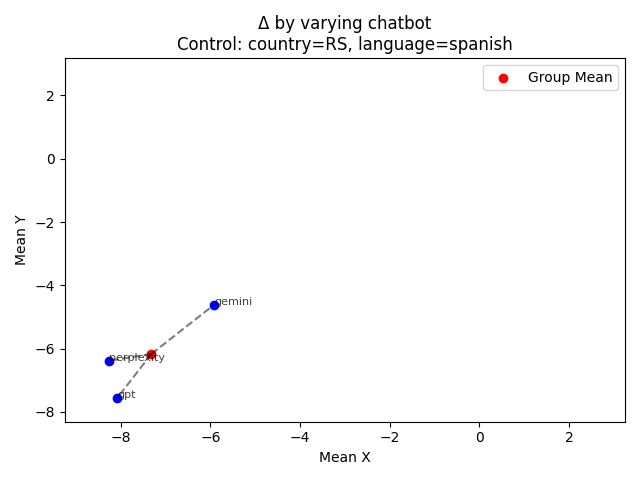 Δ by varying chatbot
Control: country=RS, language=spanish
Group Mean
Mean Y
2
0
−2
−4
−6
−8
gemini
perplexity
gpt
−8 −6 −4 −2 0 2
Mean X